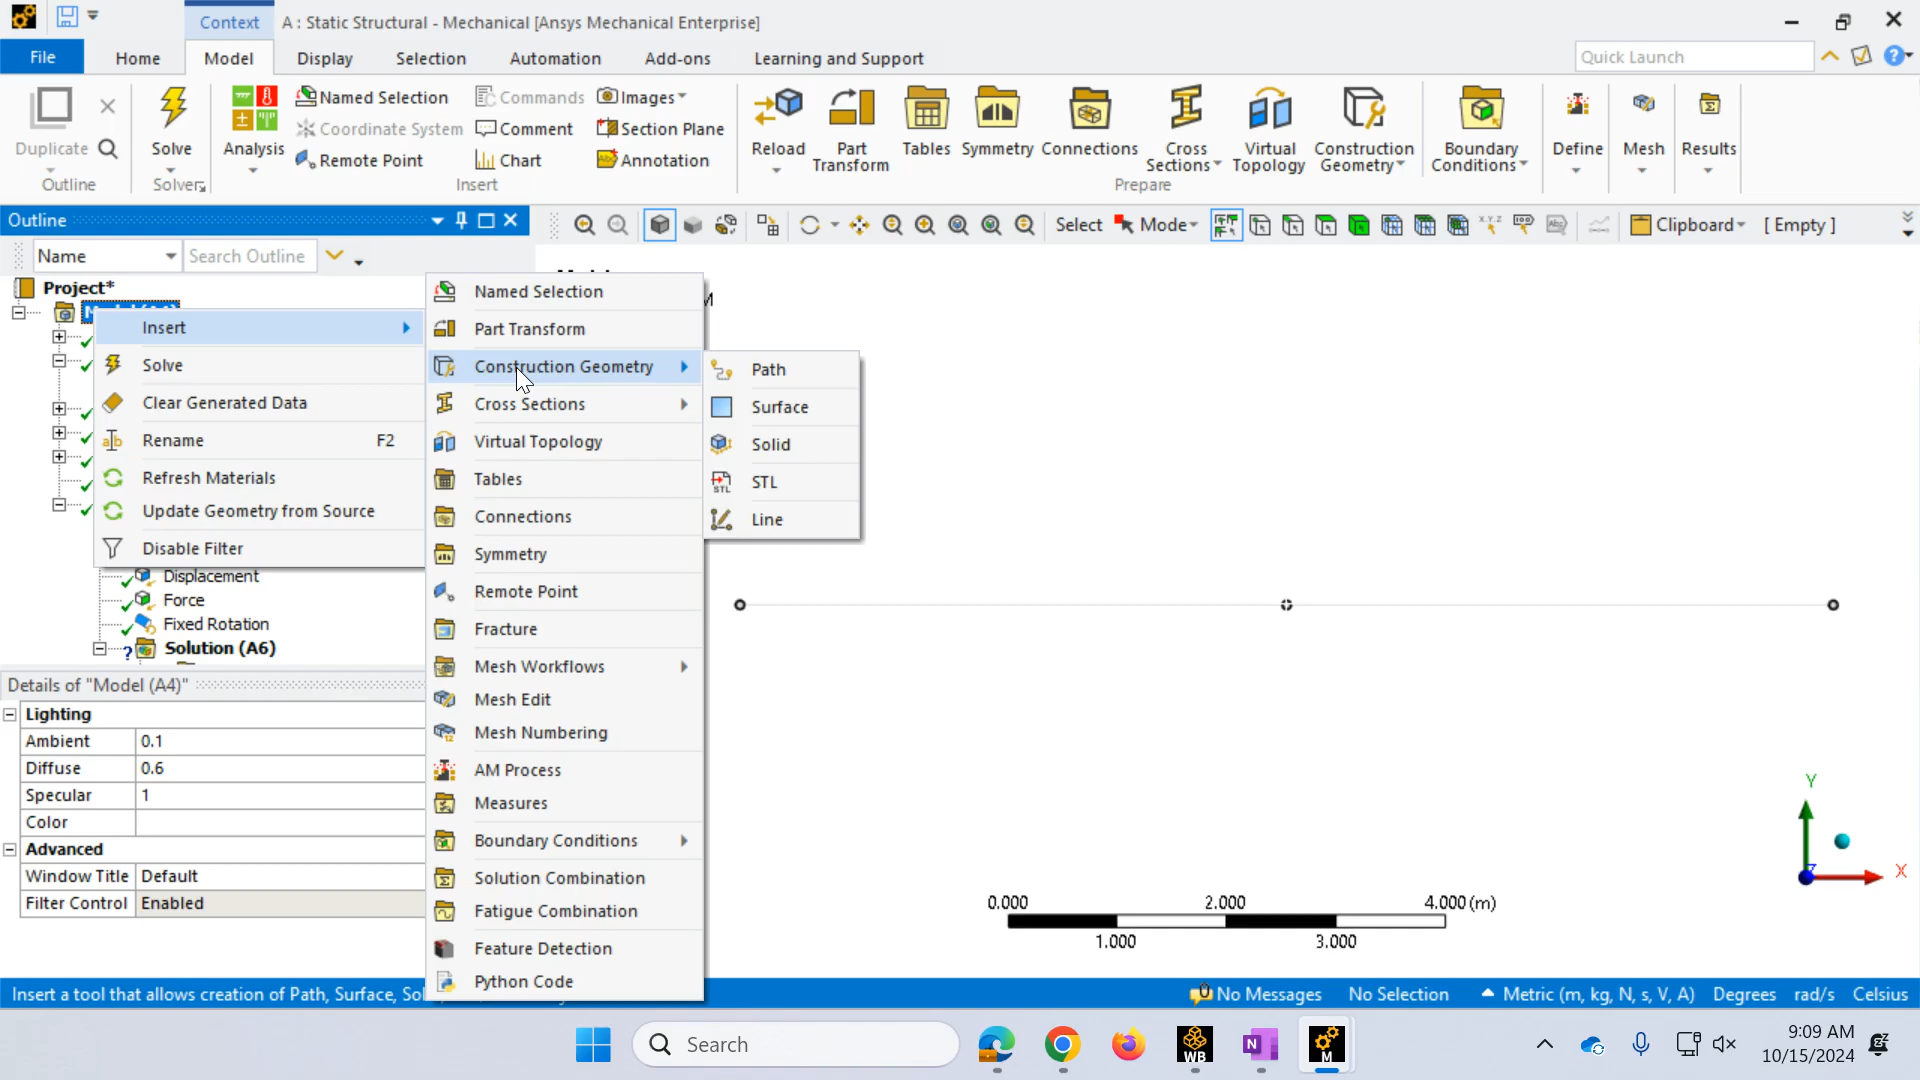 Context
A : Static Structural - Mechanical [Ansys Mechanical Enterprise]
File
Home
Model
Display
Selection
Automation
Add-ons
Learning and Support
Quick Launch
Duplicate
Outline
Solve
Solver
Analysis
Named Selection
Coordinate System
Remote Point
Commands
Comment
Chart
Images
Section Plane
Annotation
Insert
Reload
Part Transform
Tables
Symmetry
Connections
Cross Sections
Virtual Topology
Construction Geometry
Prepare
Boundary Conditions
Define
Mesh
Results
Outline
Name
Search Outline
Select
Mode
Clipboard
[ Empty ]
Project*
Insert
Solve
Clear Generated Data
Rename F2
Refresh Materials
Update Geometry from Source
Disable Filter
Displacement
Force
Fixed Rotation
Solution (A6)
Named Selection
Part Transform
Construction Geometry
Cross Sections
Virtual Topology
Tables
Connections
Symmetry
Remote Point
Fracture
Mesh Workflows
Mesh Edit
Mesh Numbering
AM Process
Measures
Boundary Conditions
Solution Combination
Fatigue Combination
Feature Detection
Python Code
Path
Surface
Solid
STL
Line
Details of "Model (A4)"
Lighting
Ambient 0.1
Diffuse 0.6
Specular 1
Color
Advanced
Window Title Default
Filter Control Enabled
0.000 2.000 4.000 (m)
1.000 3.000
Y
X
Z
Insert a tool that allows creation of Path, Surface,
No Messages
No Selection
Metric (m, kg, N, s, V, A)
Degrees
rad/s
Celsius
Search
WB
N
M
9:09 AM
10/15/2024